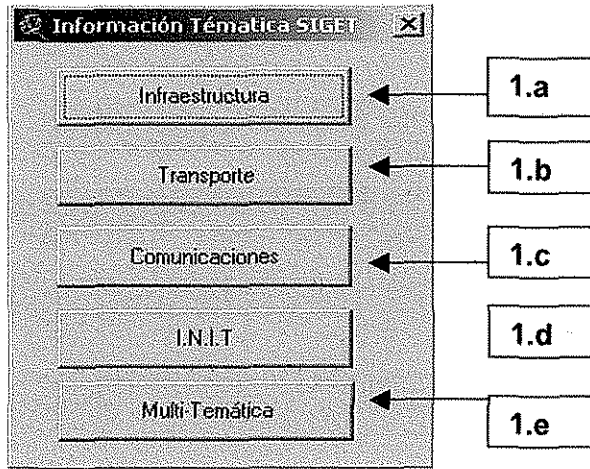 Información Témática SIGET
Infraestructura
1.a
Transporte
1.b
Comunicaciones
1.c
I.N.I.T
1.d
Multi-Temática
1.e